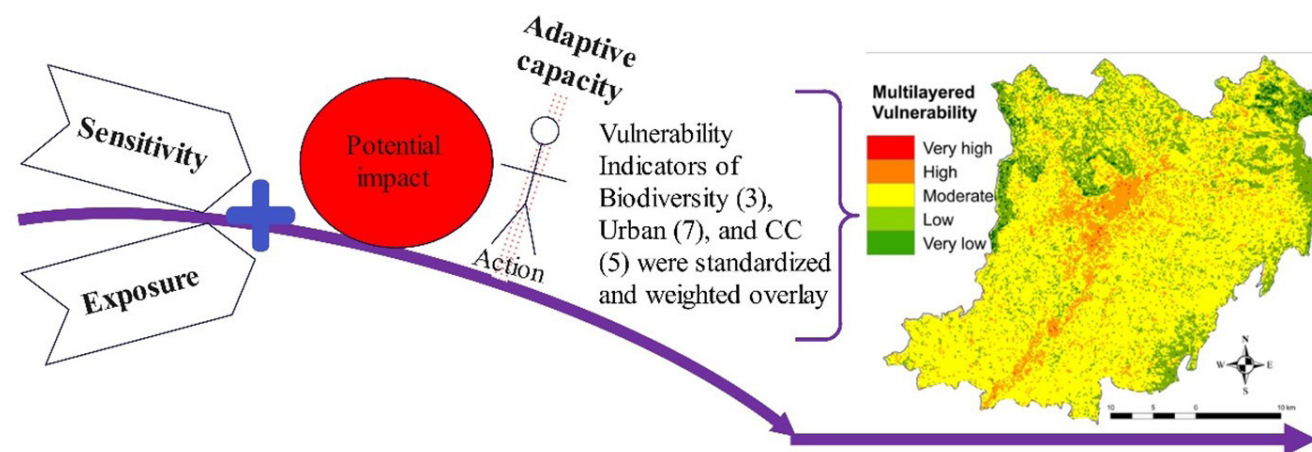 Sensitivity
Exposure
Potential
impact
Adaptive
capacity
Action
Vulnerability
Indicators of
Biodiversity (3),
Urban (7), and CC
(5) were standardized
and weighted overlay
Multilayered
Vulnerability
Very high
High
Moderate
Low
Very low
N
W E
S
10 5 0 10 km